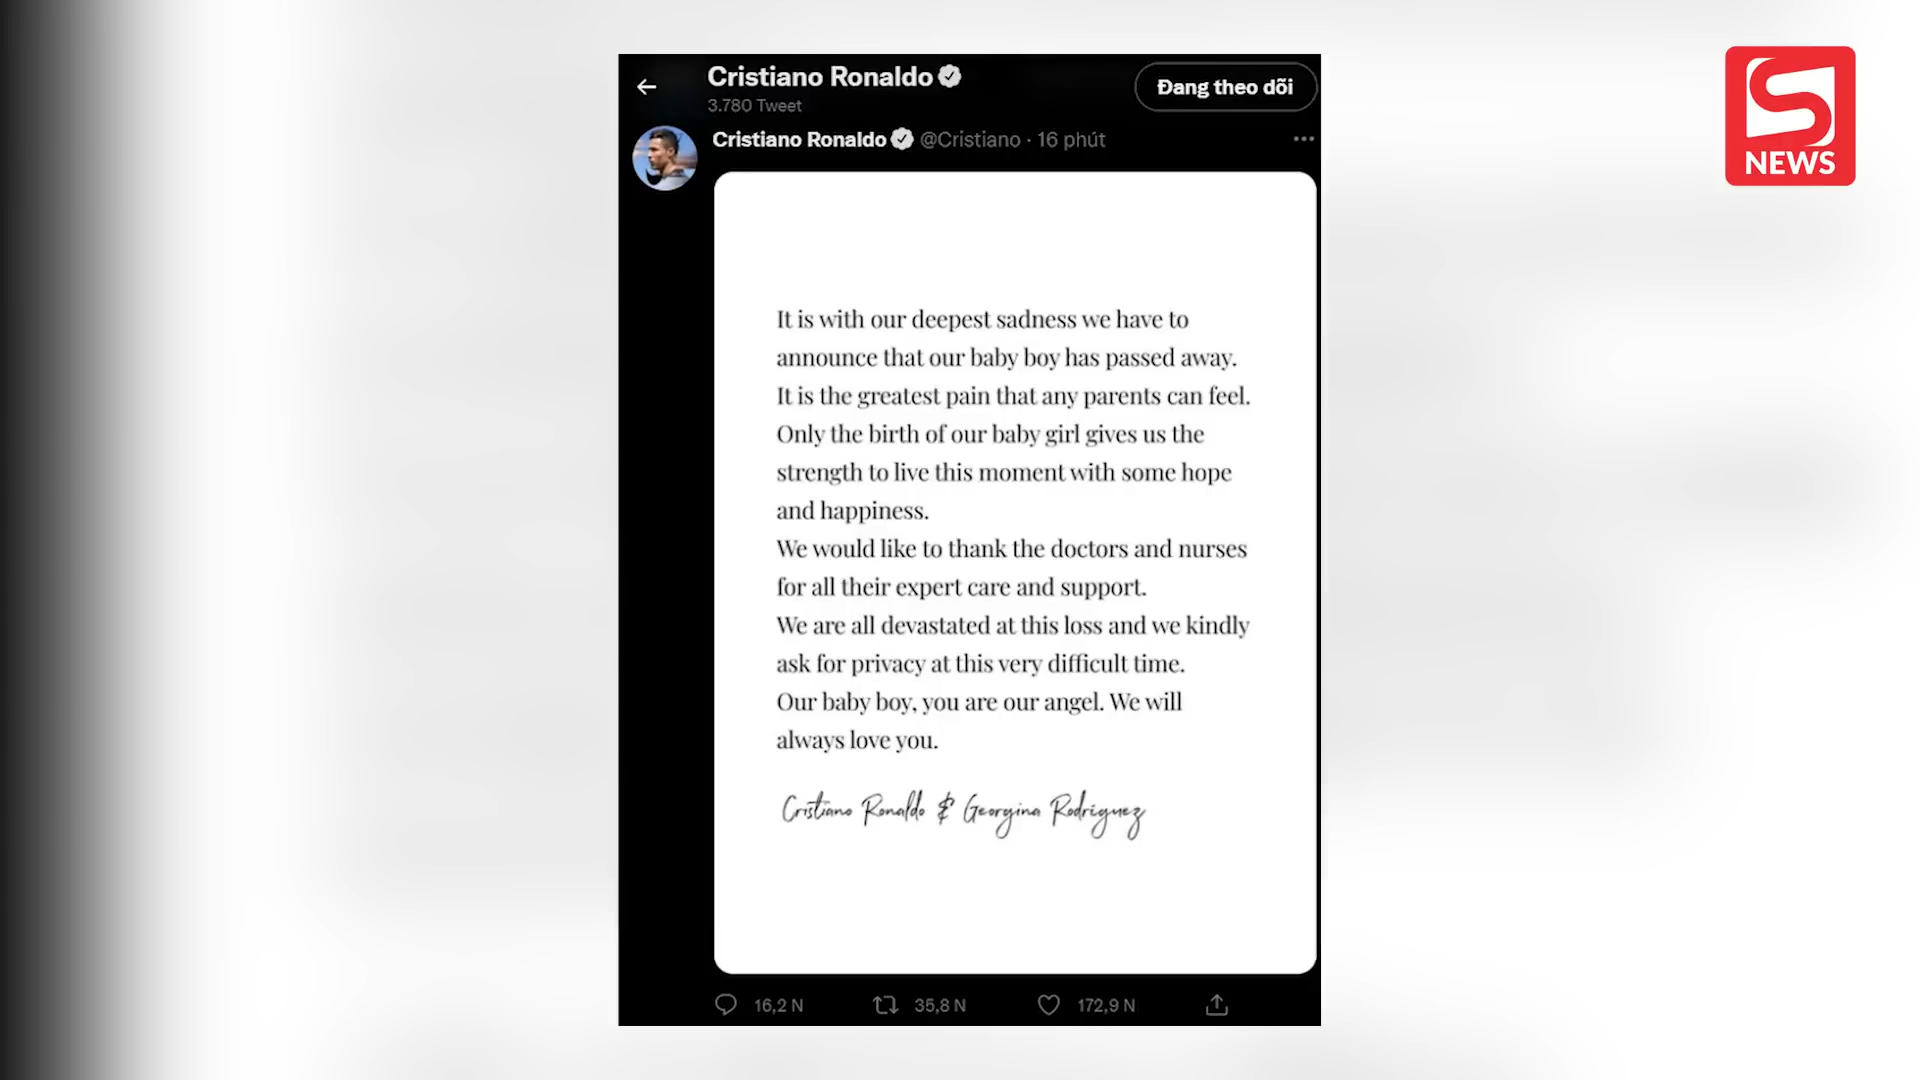 Cristiano Ronaldo
3.780 Tweet
Đang theo dõi
Cristiano Ronaldo @Cristiano · 16 phút
It is with our deepest sadness we have to
announce that our baby boy has passed away.
It is the greatest pain that any parents can feel.
Only the birth of our baby girl gives us the
strength to live this moment with some hope
and happiness.
We would like to thank the doctors and nurses
for all their expert care and support.
We are all devastated at this loss and we kindly
ask for privacy at this very difficult time.
Our baby boy, you are our angel. We will
always love you.
Cristiano Ronaldo & Georgina Rodriguez
16,2 N 35,8 N 172,9 N
S
NEWS